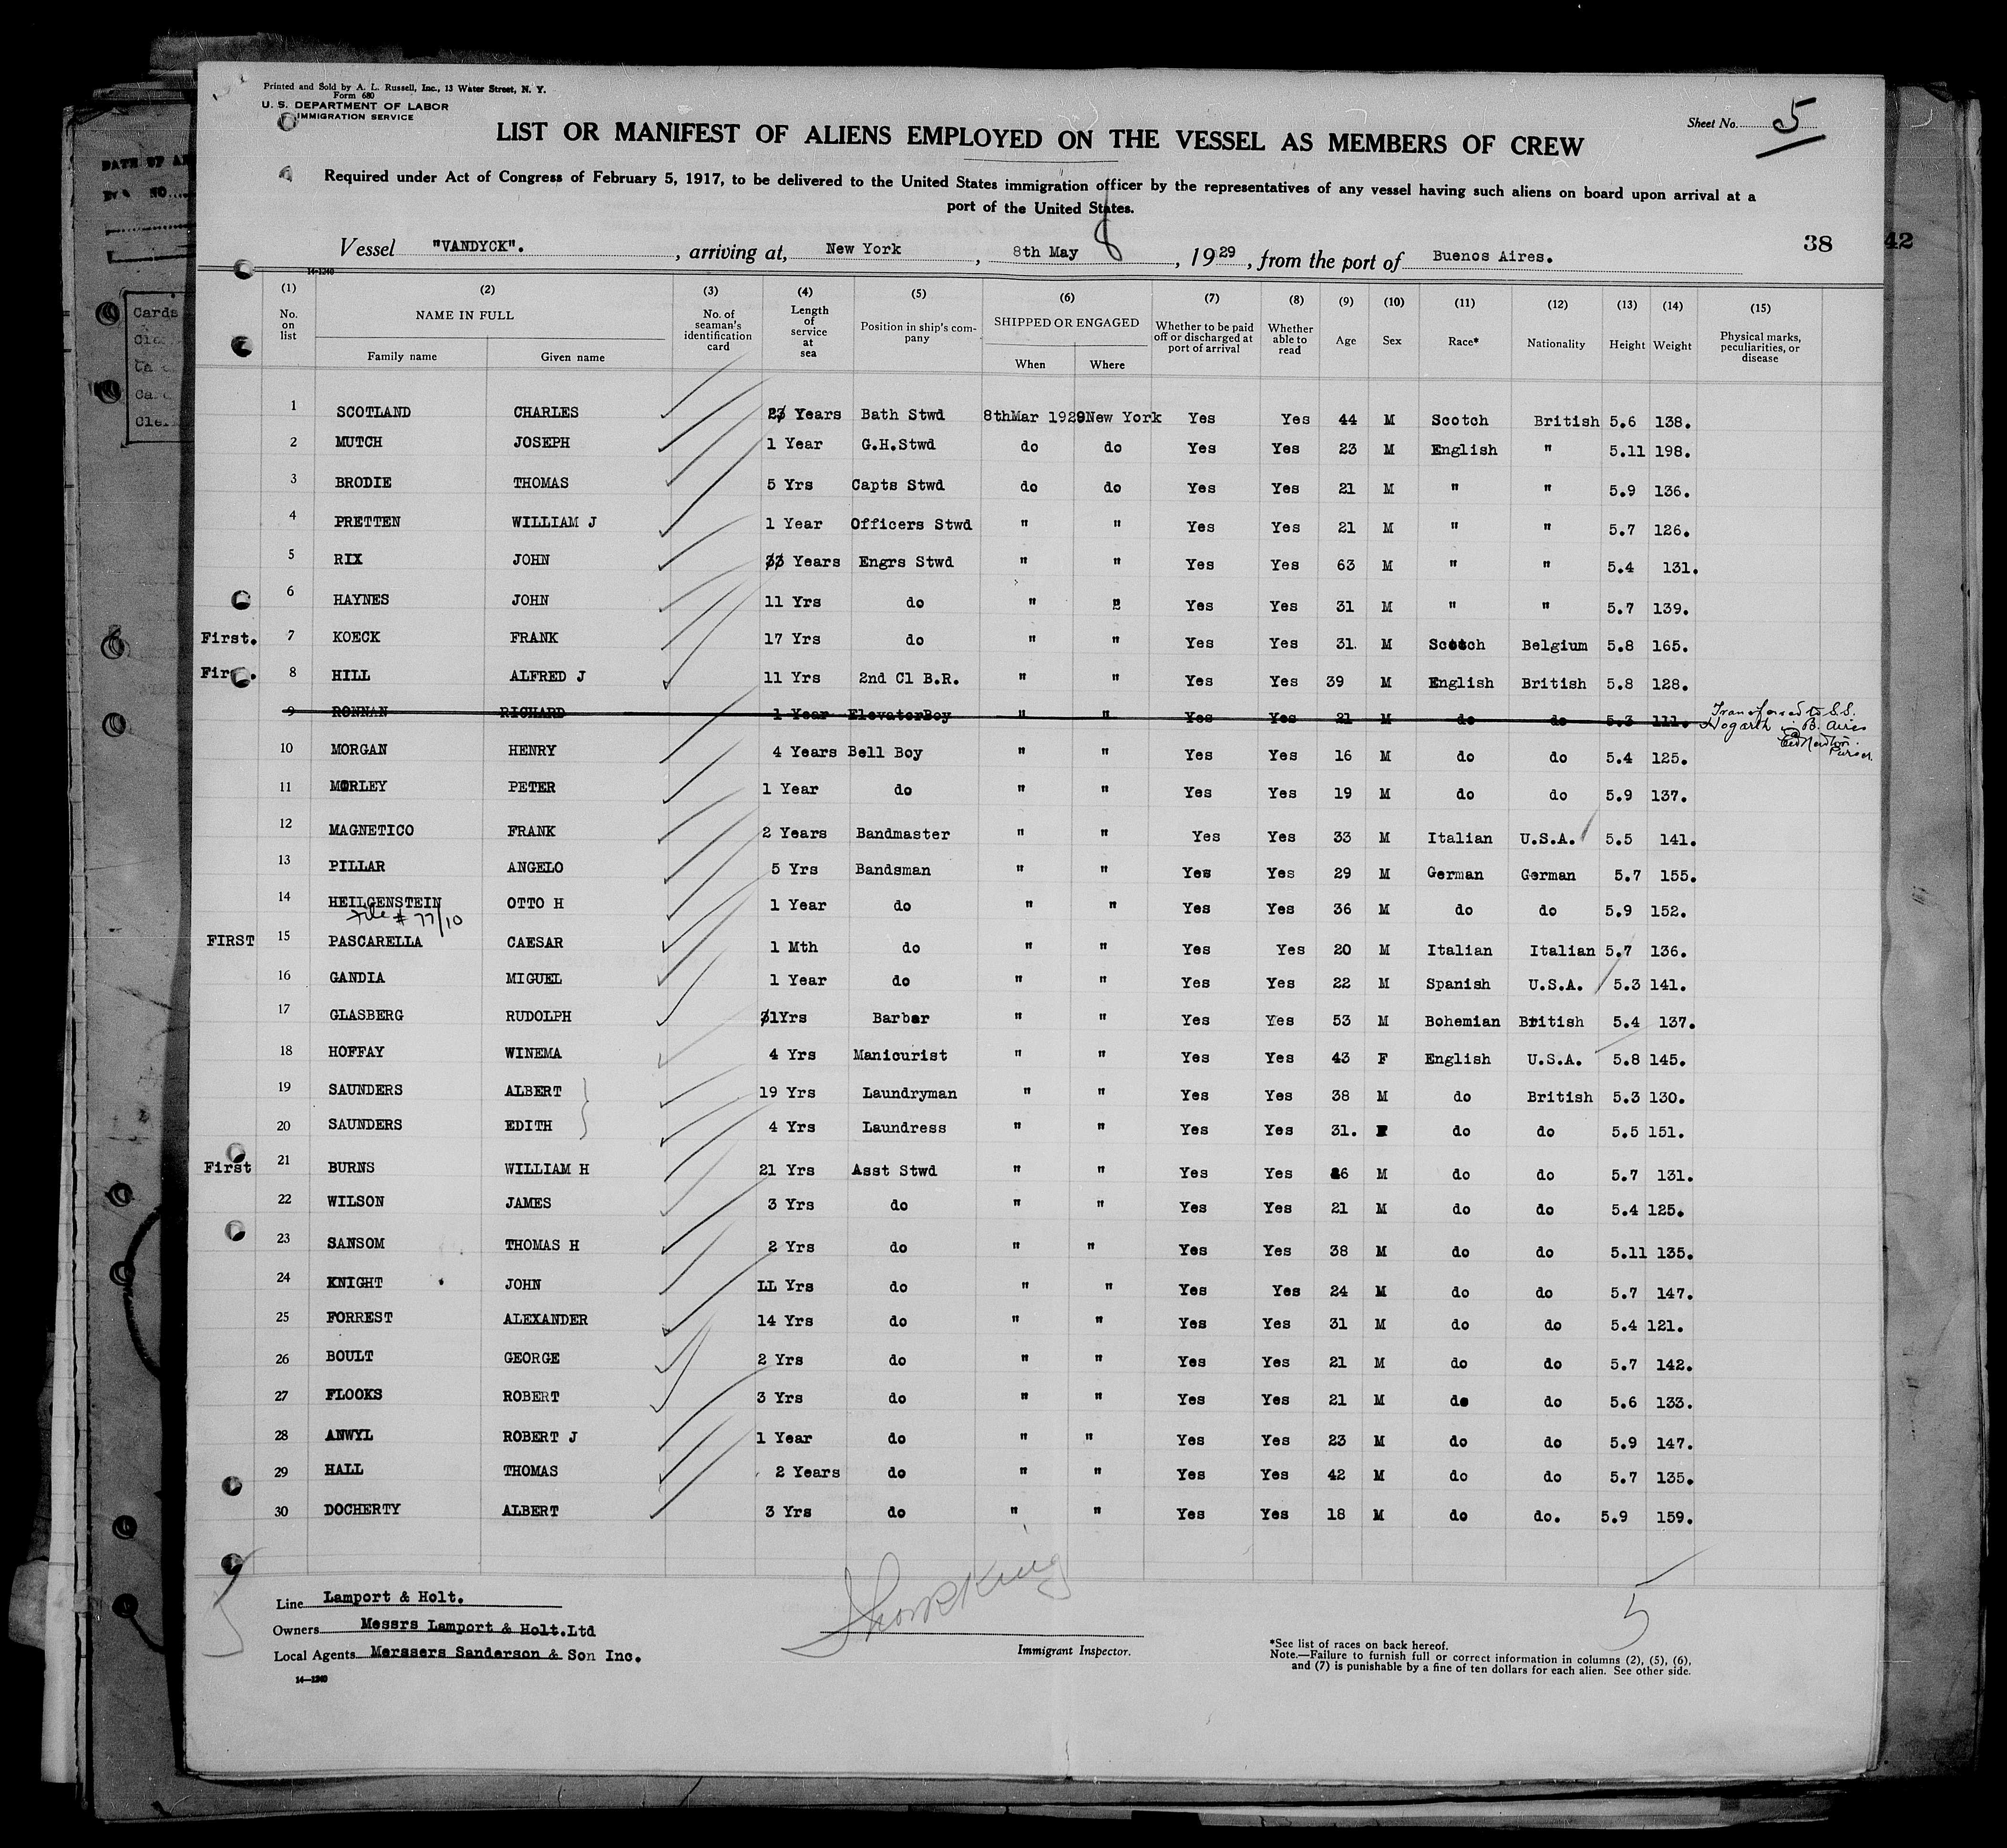 Printed and Sold by A. L. Russell, Inc., 13 Water Street, N. Y.
Form 680
U. S. DEPARTMENT OF LABOR
IMMIGRATION SERVICE
Sheet No. 5
LIST OR MANIFEST OF ALIENS EMPLOYED ON THE VESSEL AS MEMBERS OF CREW
Required under Act of Congress of February 5, 1917, to be delivered to the United States immigration officer by the representatives of any vessel having such aliens on board upon arrival at a
port of the United States.
Vessel "VANDYCK". , arriving at, New York , 8th May 8 , 19 29 , from the port of Buenos Aires. 38 42
14-1240
(1) No. on list (2) NAME IN FULL Family name Given name (3) No. of seaman's identification card (4) Length of service at sea (5) Position in ship's company (6) SHIPPED OR ENGAGED When Where (7) Whether to be paid off or discharged at port of arrival (8) Whether able to read (9) Age (10) Sex (11) Race* (12) Nationality (13) Height (14) Weight (15) Physical marks, peculiarities, or disease
1 SCOTLAND CHARLES Years Bath Stwd 8thMar 1929 New York Yes Yes 44 M Scotch British 5.6 138.
2 MUTCH JOSEPH 1 Year G.H.Stwd do do Yes Yes 23 M English " 5.11 198.
3 BRODIE THOMAS 5 Yrs Capts Stwd do do Yes Yes 21 M " " 5.9 136.
4 PRETTEN WILLIAM J 1 Year Officers Stwd " " Yes Yes 21 M " " 5.7 126.
5 RIX JOHN 33 Years Engrs Stwd " " Yes Yes 63 M " " 5.4 131.
6 HAYNES JOHN 11 Yrs do " " Yes Yes 31 M " " 5.7 139.
First. 7 KOECK FRANK 17 Yrs do " " Yes Yes 31. M Scotch Belgium 5.8 165.
First. 8 HILL ALFRED J 11 Yrs 2nd Cl B.R. " " Yes Yes 39 M English British 5.8 128.
9 RONNAN RICHARD 1 Year ElevatorBoy " " Yes Yes 21 M do do 5.3 111. Transferred to S.S. Hogarth in B. Aires Purser.
10 MORGAN HENRY 4 Years Bell Boy " " Yes Yes 16 M do do 5.4 125.
11 MORLEY PETER 1 Year do " " Yes Yes 19 M do do 5.9 137.
12 MAGNETICO FRANK 2 Years Bandmaster " " Yes Yes 33 M Italian U.S.A. 5.5 141.
13 PILLAR ANGELO 5 Yrs Bandsman " " Yes Yes 29 M German German 5.7 155.
14 HEILGENSTEIN OTTO H 1 Year do " " Yes Yes 36 M do do 5.9 152.
File # 77/10
FIRST 15 PASCARELLA CAESAR 1 Mth do " " Yes Yes 20 M Italian Italian 5.7 136.
16 GANDIA MIGUEL 1 Year do " " Yes Yes 22 M Spanish U.S.A. 5.3 141.
17 GLASBERG RUDOLPH 31Yrs Barber " " Yes Yes 53 M Bohemian British 5.4 137.
18 HOFFAY WINEMA 4 Yrs Manicurist " " Yes Yes 43 F English U.S.A. 5.8 145.
19 SAUNDERS ALBERT 19 Yrs Laundryman " " Yes Yes 38 M do British 5.3 130.
20 SAUNDERS EDITH 4 Yrs Laundress " " Yes Yes 31. F do do 5.5 151.
First 21 BURNS WILLIAM H 21 Yrs Asst Stwd " " Yes Yes M do do 5.7 131.
22 WILSON JAMES 3 Yrs do " " Yes Yes 21 M do do 5.4 125.
23 SANSOM THOMAS H 2 Yrs do " " Yes Yes 38 M do do 5.11 135.
24 KNIGHT JOHN LL Yrs do " " Yes Yes 24 M do do 5.7 147.
25 FORREST ALEXANDER 14 Yrs do " " Yes Yes 31 M do do 5.4 121.
26 BOULT GEORGE 2 Yrs do " " Yes Yes 21 M do do 5.7 142.
27 FLOOKS ROBERT 3 Yrs do " " Yes Yes 21 M do do 5.6 133.
28 ANWYL ROBERT J 1 Year do " " Yes Yes 23 M do do 5.9 147.
29 HALL THOMAS 2 Years do " " Yes Yes 42 M do do 5.7 135.
30 DOCHERTY ALBERT 3 Yrs do " " Yes Yes 18 M do do. 5.9 159.
Line Lamport & Holt.
Owners Messrs Lamport & Holt.Ltd
Local Agents Merssers Sanderson & Son Inc.
14-1240
Immigrant Inspector.
5
*See list of races on back hereof.
Note.—Failure to furnish full or correct information in columns (2), (5), (6),
and (7) is punishable by a fine of ten dollars for each alien. See other side.